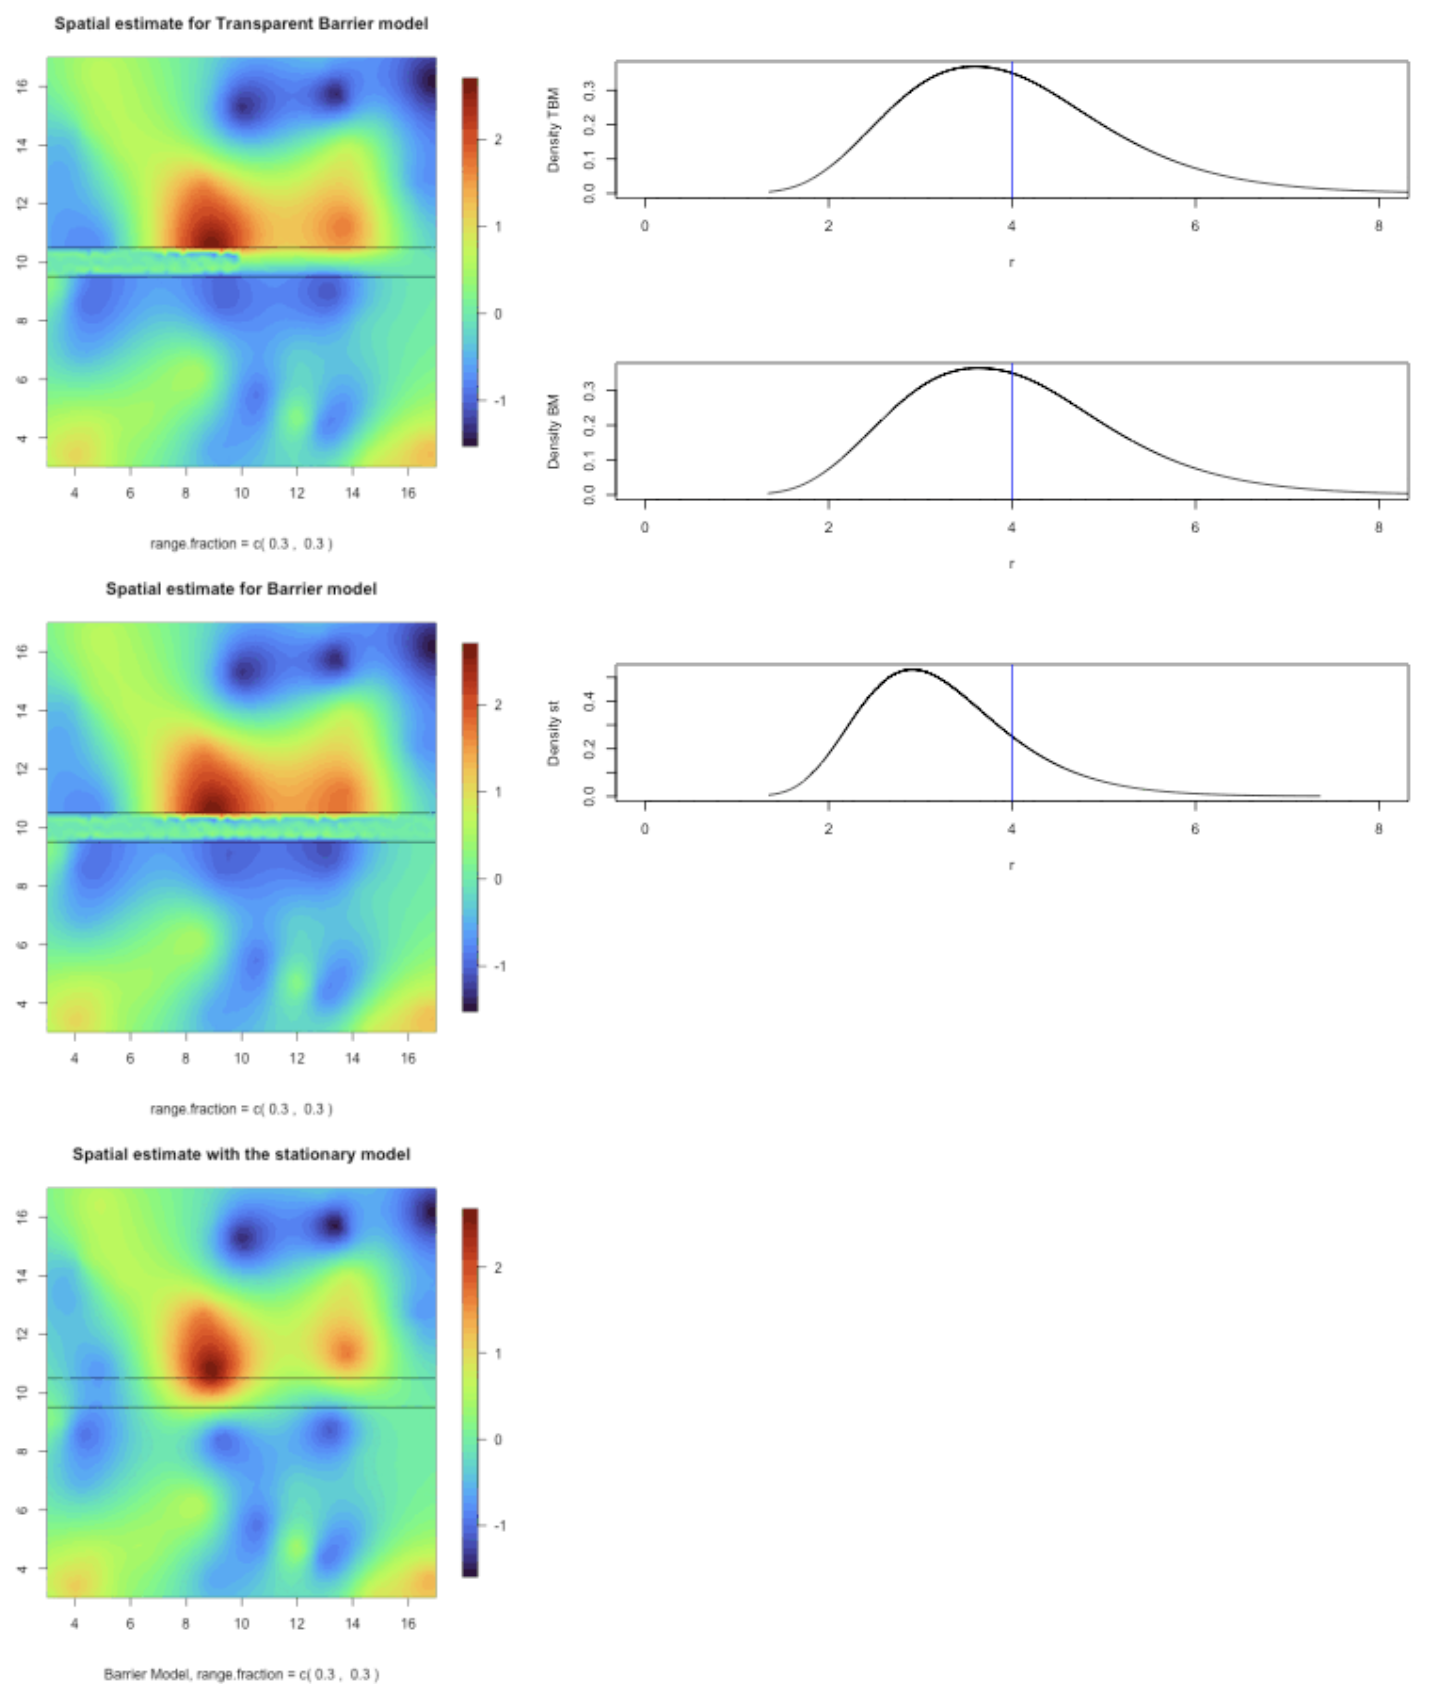 Spatial estimate for Transparent Barrier model
16
14
12
10
8
6
4
4 6 8 10 12 14 16
2
1
0
-1
range.fraction = c( 0.3 , 0.3 )
Density TBM
0.3
0.2
0.1
0.0
0 2 4 6 8
r
Density BM
0.3
0.2
0.1
0.0
0 2 4 6 8
r
Spatial estimate for Barrier model
16
14
12
10
8
6
4
4 6 8 10 12 14 16
2
1
0
-1
range.fraction = c( 0.3 , 0.3 )
Density st
0.4
0.2
0.0
0 2 4 6 8
r
Spatial estimate with the stationary model
16
14
12
10
8
6
4
4 6 8 10 12 14 16
2
1
0
-1
Barrier Model, range.fraction = c( 0.3 , 0.3 )